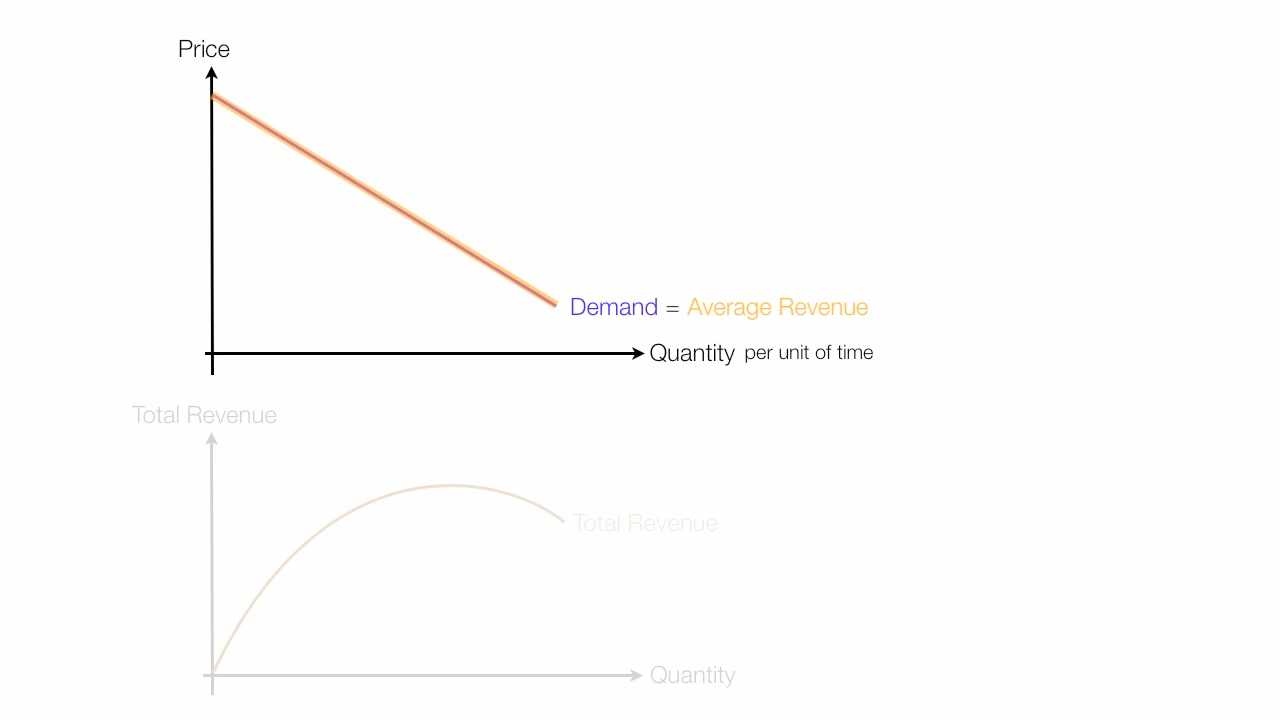 Price
Demand = Average Revenue
Quantity per unit of time
Total Revenue
Total Revenue
Quantity